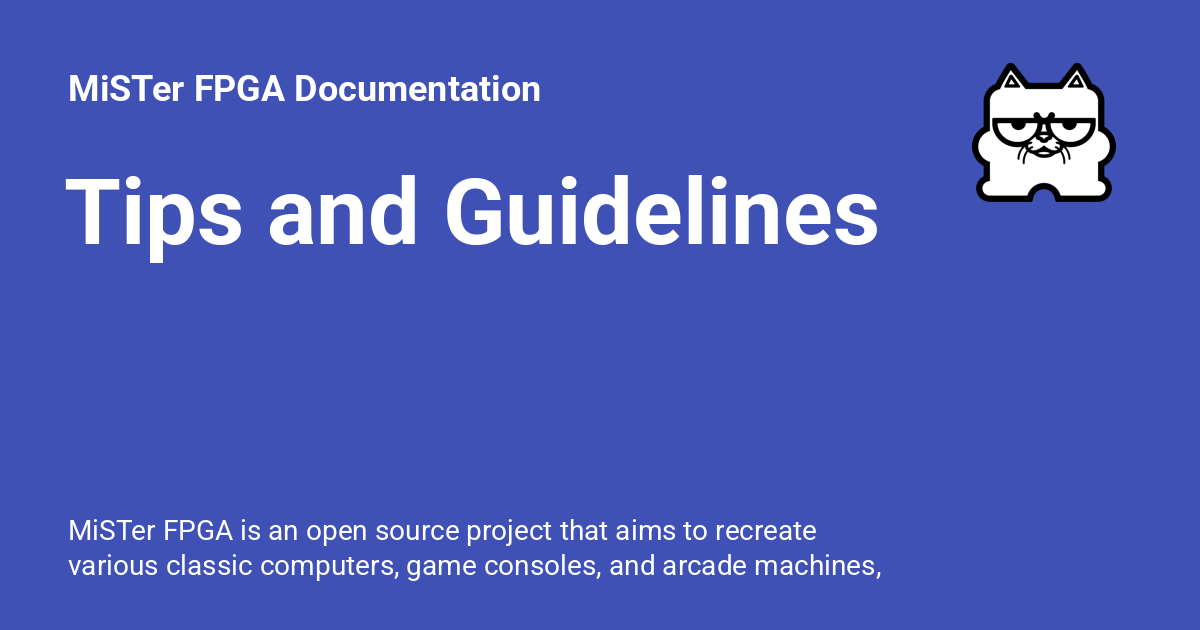 MiSTer FPGA Documentation
Tips and Guidelines
MiSTer FPGA is an open source project that aims to recreate
various classic computers, game consoles, and arcade machines,